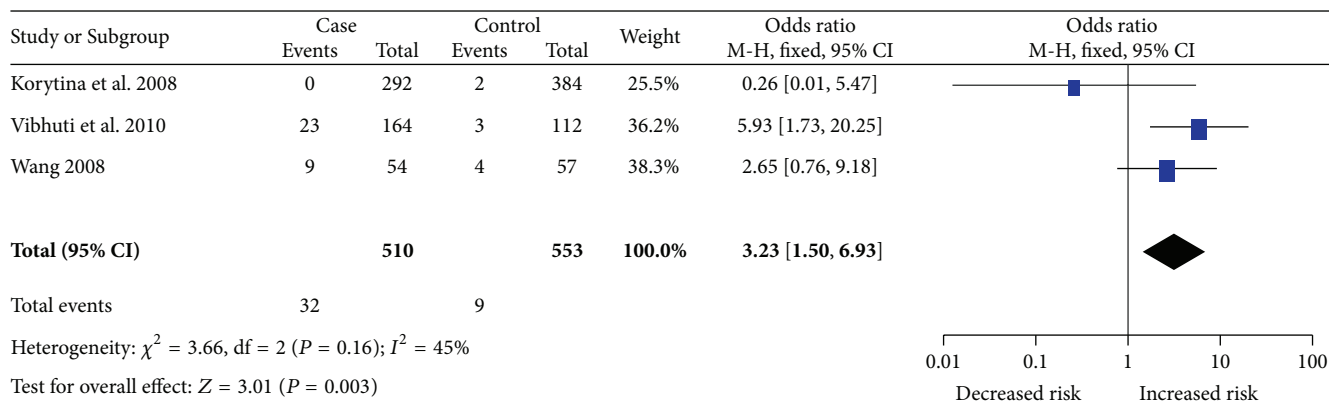 Study or Subgroup Case Control Weight Odds ratio Odds ratio
Events Total Events Total M-H, fixed, 95% CI M-H, fixed, 95% CI
Korytina et al. 2008 0 292 2 384 25.5% 0.26 [0.01, 5.47]
Vibhuti et al. 2010 23 164 3 112 36.2% 5.93 [1.73, 20.25]
Wang 2008 9 54 4 57 38.3% 2.65 [0.76, 9.18]
Total (95% CI) 510 553 100.0% 3.23 [1.50, 6.93]
Total events 32 9
Heterogeneity: χ² = 3.66, df = 2 (P = 0.16); I² = 45%
Test for overall effect: Z = 3.01 (P = 0.003)
0.01 0.1 1 10 100
Decreased risk Increased risk